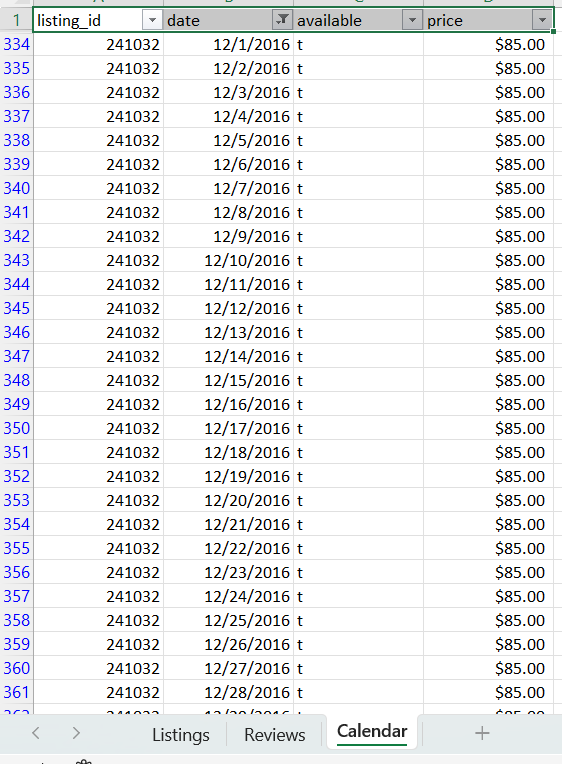 1 listing_id date available price
334 241032 12/1/2016 t $85.00
335 241032 12/2/2016 t $85.00
336 241032 12/3/2016 t $85.00
337 241032 12/4/2016 t $85.00
338 241032 12/5/2016 t $85.00
339 241032 12/6/2016 t $85.00
340 241032 12/7/2016 t $85.00
341 241032 12/8/2016 t $85.00
342 241032 12/9/2016 t $85.00
343 241032 12/10/2016 t $85.00
344 241032 12/11/2016 t $85.00
345 241032 12/12/2016 t $85.00
346 241032 12/13/2016 t $85.00
347 241032 12/14/2016 t $85.00
348 241032 12/15/2016 t $85.00
349 241032 12/16/2016 t $85.00
350 241032 12/17/2016 t $85.00
351 241032 12/18/2016 t $85.00
352 241032 12/19/2016 t $85.00
353 241032 12/20/2016 t $85.00
354 241032 12/21/2016 t $85.00
355 241032 12/22/2016 t $85.00
356 241032 12/23/2016 t $85.00
357 241032 12/24/2016 t $85.00
358 241032 12/25/2016 t $85.00
359 241032 12/26/2016 t $85.00
360 241032 12/27/2016 t $85.00
361 241032 12/28/2016 t $85.00
Listings Reviews Calendar